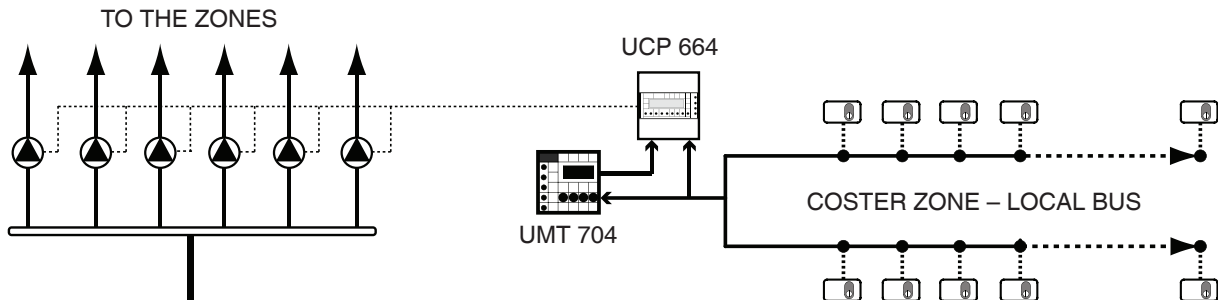 TO THE ZONES
UCP 664
COSTER ZONE – LOCAL BUS
UMT 704